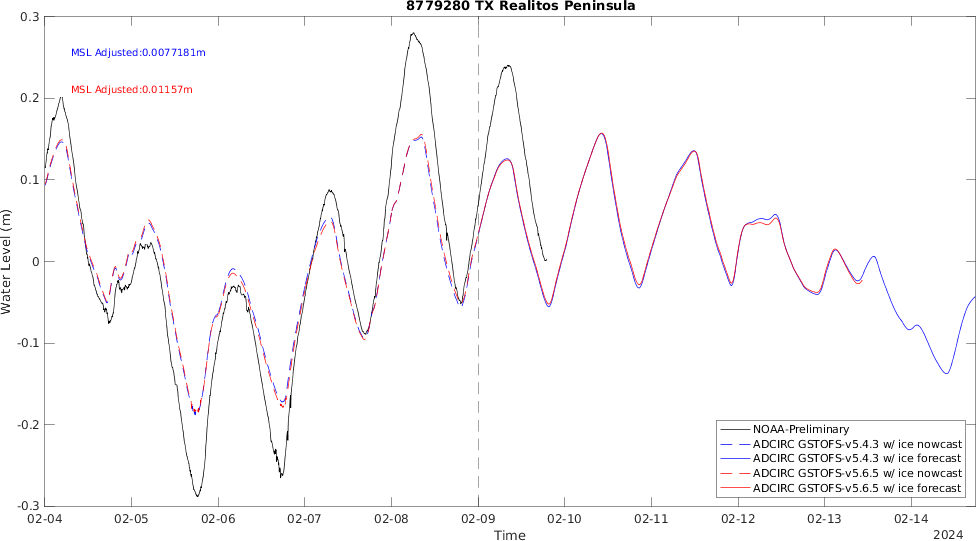 8779280 TX Realitos Peninsula
MSL Adjusted:0.0077181m
MSL Adjusted:0.01157m
Water Level (m)
0.3
0.2
0.1
0
-0.1
-0.2
-0.3
NOAA-Preliminary
ADCIRC GSTOFS-v5.4.3 w/ ice nowcast
ADCIRC GSTOFS-v5.4.3 w/ ice forecast
ADCIRC GSTOFS-v5.6.5 w/ ice nowcast
ADCIRC GSTOFS-v5.6.5 w/ ice forecast
02-04 02-05 02-06 02-07 02-08 02-09 02-10 02-11 02-12 02-13 02-14
Time
2024